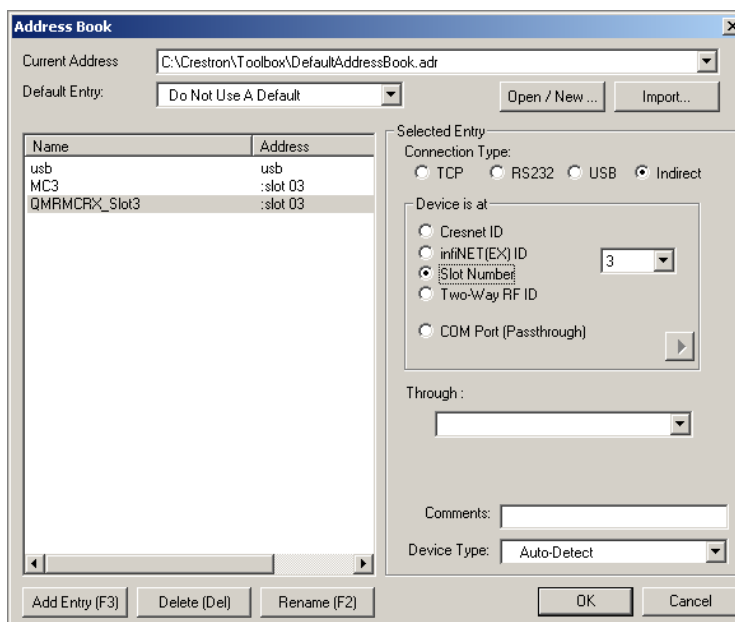 Address Book
Current Address C:\Crestron\Toolbox\DefaultAddressBook.adr
Default Entry: Do Not Use A Default Open / New ... Import...
Name Address
usb usb
MC3 :slot 03
QMRMCRX_Slot3 :slot 03
Selected Entry
Connection Type:
TCP RS232 USB Indirect
Device is at
Cresnet ID
infiNET(EX) ID
Slot Number
Two-Way RF ID
3
COM Port (Passthrough)
Through :
Comments:
Device Type: Auto-Detect
Add Entry (F3) Delete (Del) Rename (F2) OK Cancel